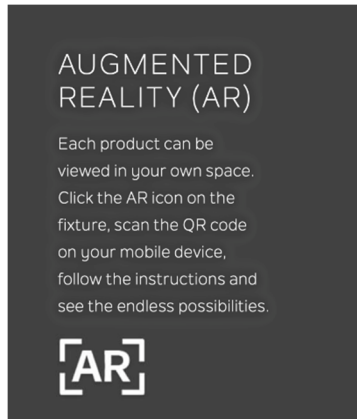 AUGMENTED
REALITY (AR)
Each product can be
viewed in your own space.
Click the AR icon on the
fixture, scan the QR code
on your mobile device,
follow the instructions and
see the endless possibilities.
AR